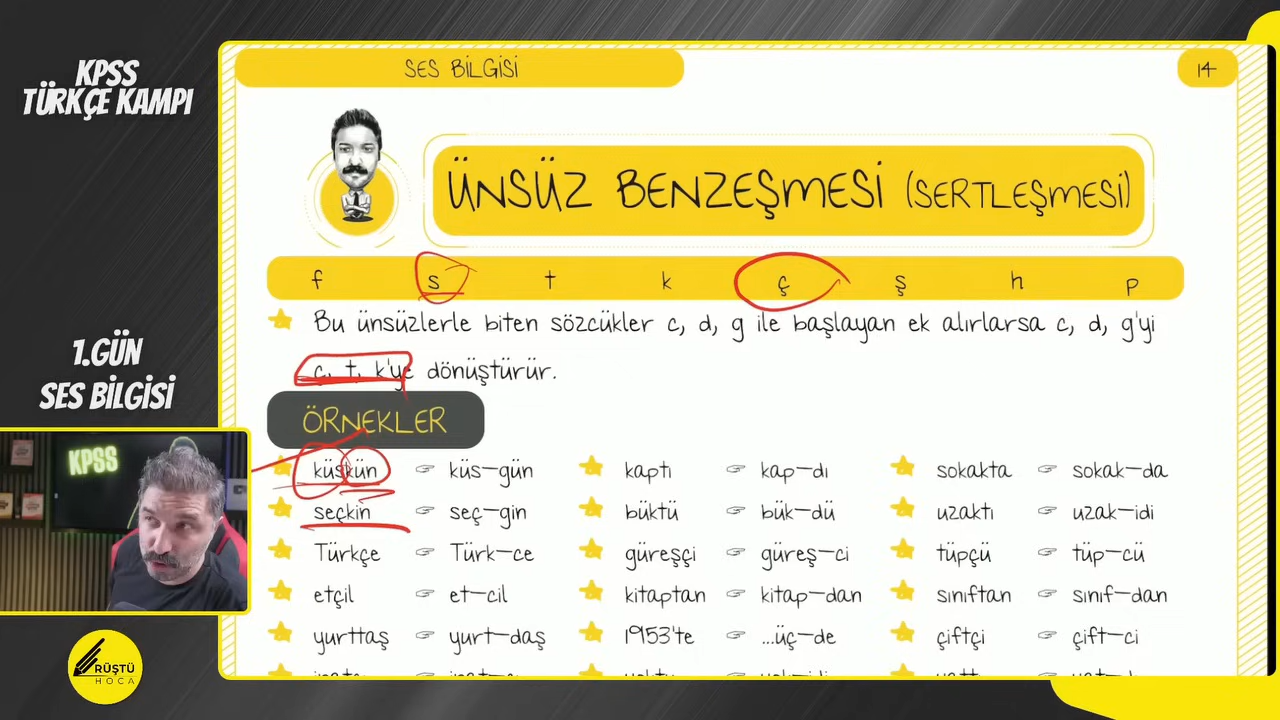 KPSS
TÜRKÇE KAMPI
1.GÜN
SES BİLGİSİ
KPSS
RÜŞTÜ
HOCA
SES BİLGİSİ
14
ÜNSÜZ BENZEŞMESİ (SERTLEŞMESİ)
f s t k ç ş h p
Bu ünsüzlerle biten sözcükler c, d, g ile başlayan ek alırlarsa c, d, g'yi
ç, t, k'ye dönüştürür.
ÖRNEKLER
küskün ☞ küs–gün kaptı ☞ kap–dı sokakta ☞ sokak–da
seçkin ☞ seç–gin büktü ☞ bük–dü uzaktı ☞ uzak–idi
Türkçe ☞ Türk–ce güreşçi ☞ güreş–ci tüpçü ☞ tüp–cü
etçil ☞ et–cil kitaptan ☞ kitap–dan sınıftan ☞ sınıf–dan
yurttaş ☞ yurt–daş 1953'te ☞ ...üç–de çiftçi ☞ çift–ci